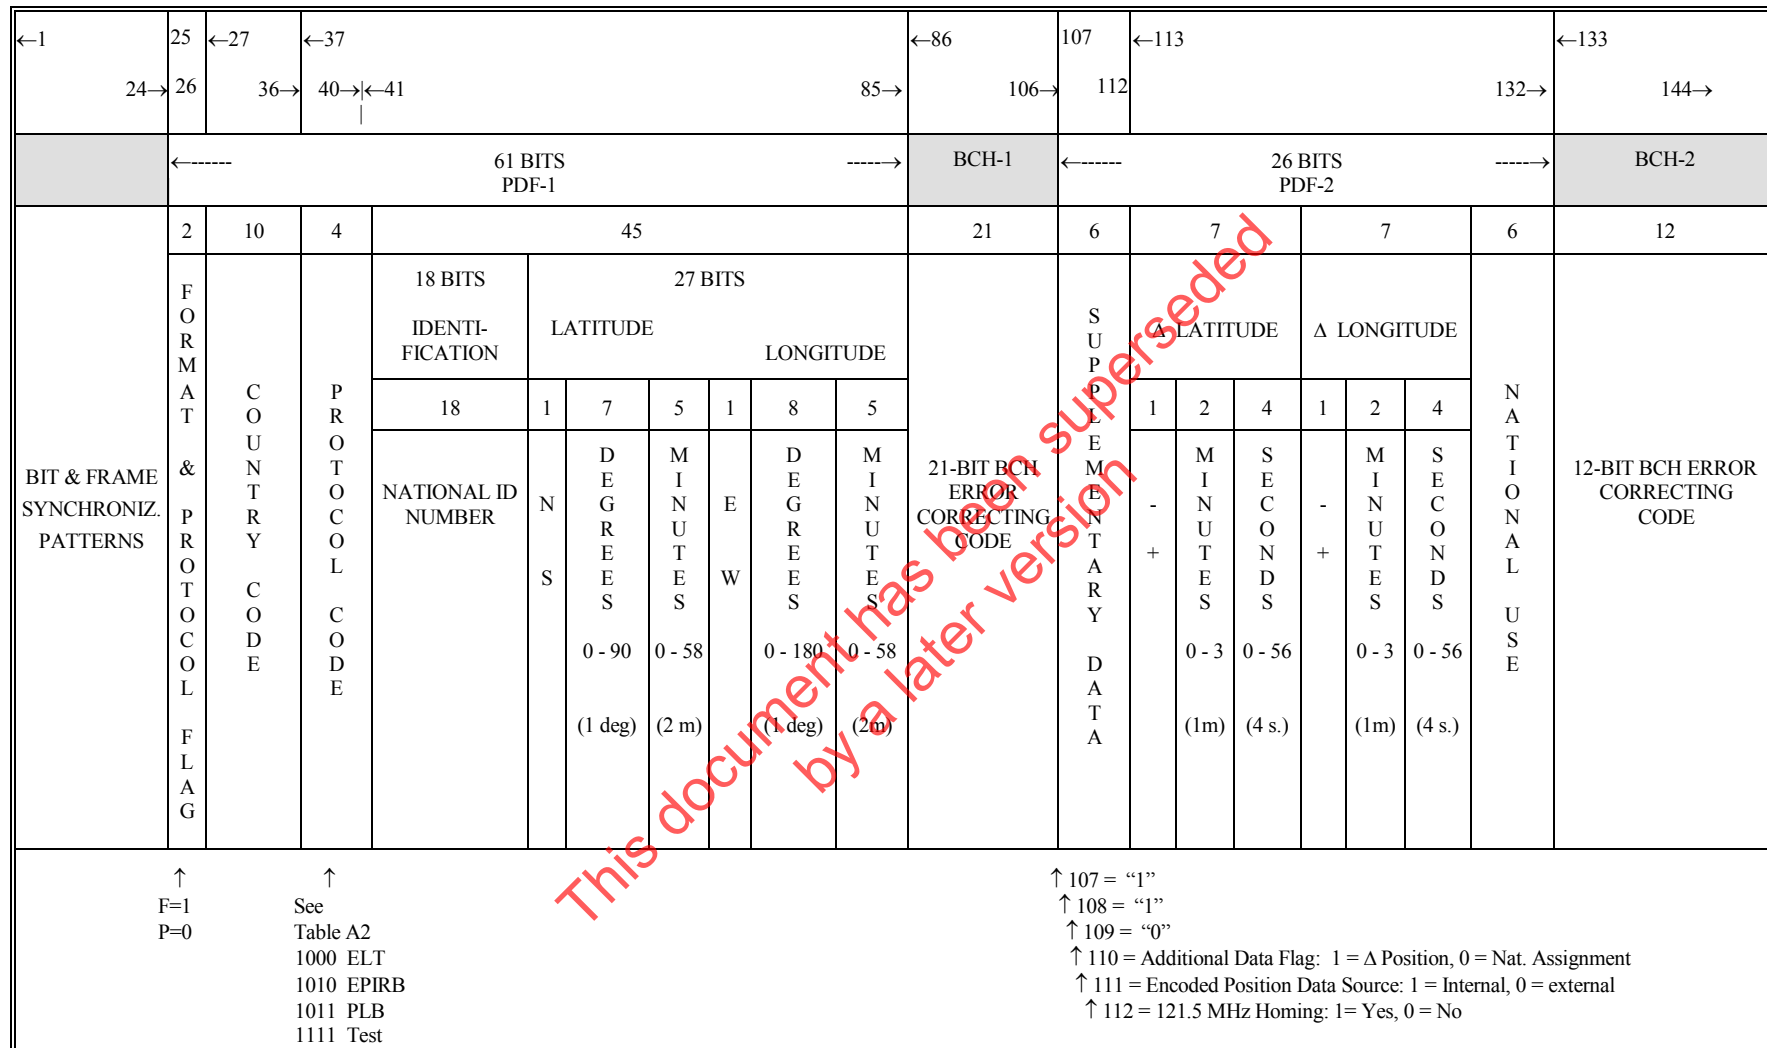 ←1 25 ←27 ←37 ←86 107 ←113 ←133
24→ 26 36→ 40→|←41 85→ 106→ 112 132→ 144→
|
←------ 61 BITS -----→ BCH-1 ←------ 26 BITS -----→ BCH-2
PDF-1 PDF-2
2 10 4 45 21 6 7 7 6 12
18 BITS 27 BITS
IDENTI-
FICATION
LATITUDE
LONGITUDE
Δ LATITUDE Δ LONGITUDE
18 1 7 5 1 8 5 1 2 4 1 2 4
BIT & FRAME
SYNCHRONIZ.
PATTERNS
FORMAT & PROTOCOL FLAG
COUNTRY CODE
PROTOCOL CODE
NATIONAL ID
NUMBER
N
S
DEGREES
0 - 90
(1 deg)
MINUTES
0 - 58
(2 m)
E
W
DEGREES
0 - 180
(1 deg)
MINUTES
0 - 58
(2m)
21-BIT BCH
ERROR
CORRECTING
CODE
SUPPLEMENTARY DATA
-
+
MINUTES
0 - 3
(1m)
SECONDS
0 - 56
(4 s.)
-
+
MINUTES
0 - 3
(1m)
SECONDS
0 - 56
(4 s.)
NATIONAL USE
12-BIT BCH ERROR
CORRECTING
CODE
↑
F=1
P=0
↑
See
Table A2
1000 ELT
1010 EPIRB
1011 PLB
1111 Test
↑ 107 = “1”
↑ 108 = “1”
↑ 109 = “0”
↑ 110 = Additional Data Flag: 1 = Δ Position, 0 = Nat. Assignment
↑ 111 = Encoded Position Data Source: 1 = Internal, 0 = external
↑ 112 = 121.5 MHz Homing: 1= Yes, 0 = No
This document has been superseded
by a later version